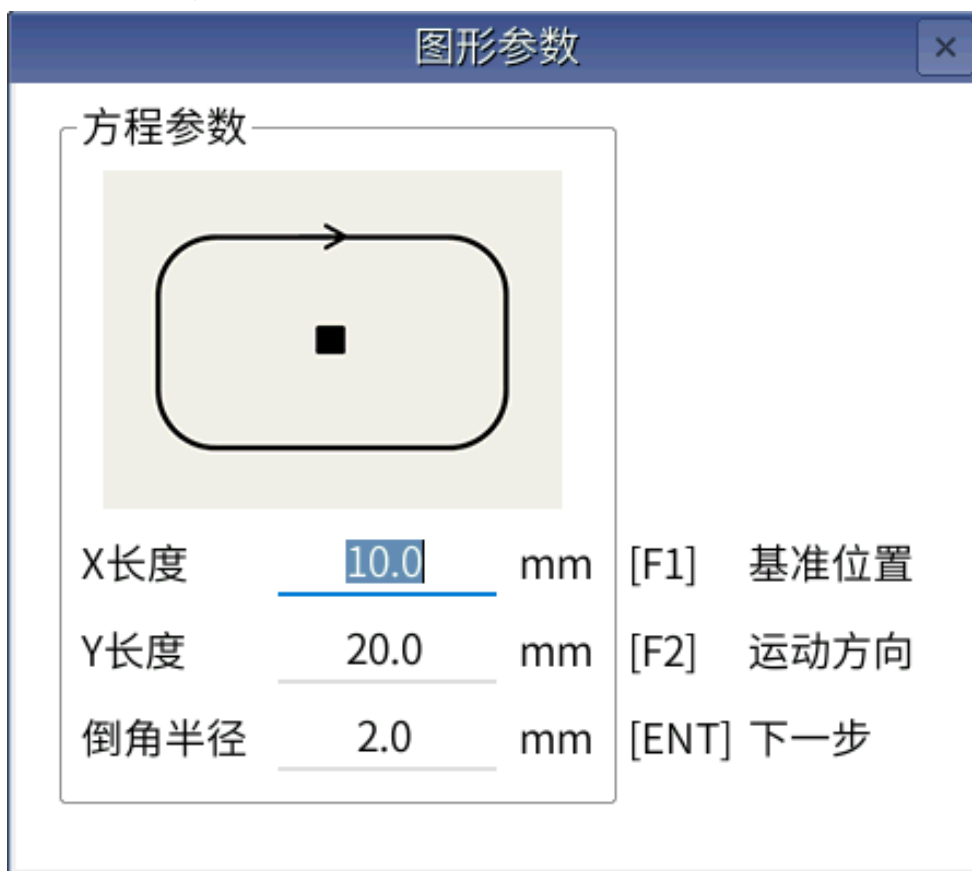 图形参数
方程参数
X长度 10.0 mm [F1] 基准位置
Y长度 20.0 mm [F2] 运动方向
倒角半径 2.0 mm [ENT] 下一步